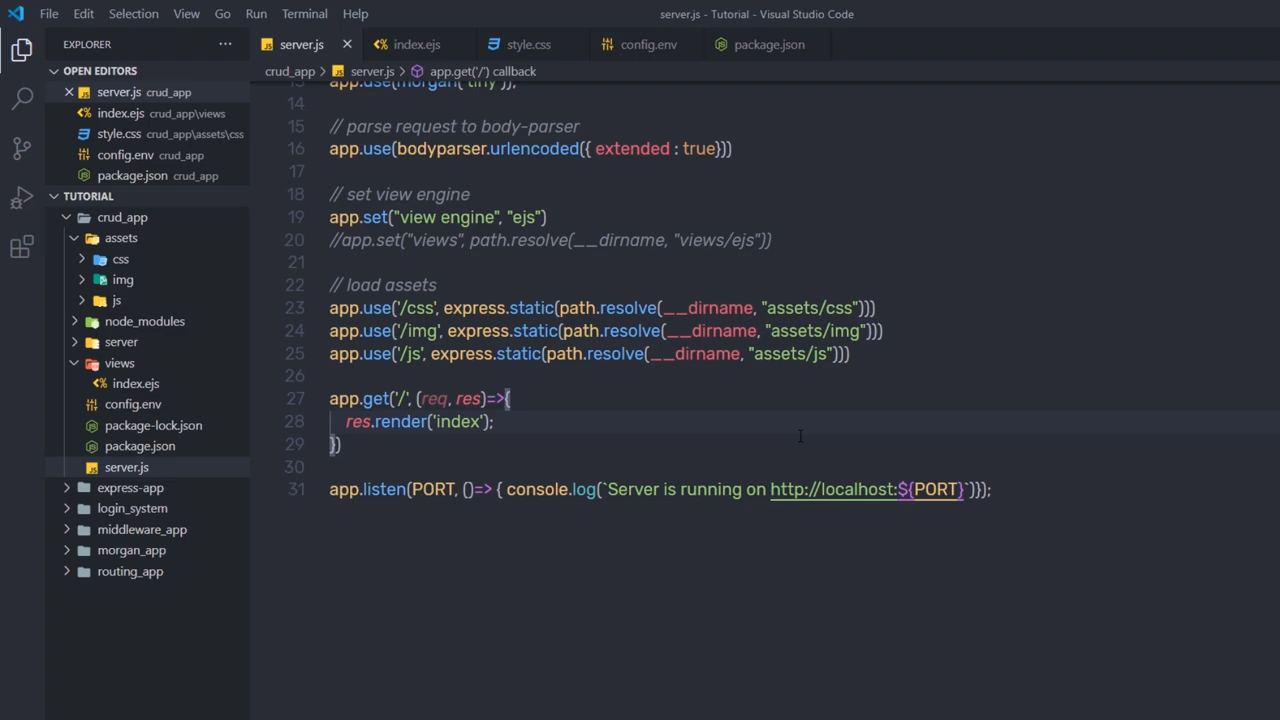 File Edit Selection View Go Run Terminal Help
server.js - Tutorial - Visual Studio Code
EXPLORER ...
OPEN EDITORS
server.js crud_app
index.ejs crud_app\views
style.css crud_app\assets\css
config.env crud_app
package.json crud_app
TUTORIAL
crud_app
assets
css
img
js
node_modules
server
views
index.ejs
config.env
package-lock.json
package.json
server.js
express-app
login_system
middleware_app
morgan_app
routing_app
server.js index.ejs style.css config.env package.json
crud_app > server.js > app.get('/') callback
13 app.use(morgan('tiny'));
14
15 // parse request to body-parser
16 app.use(bodyparser.urlencoded({ extended : true}))
17
18 // set view engine
19 app.set("view engine", "ejs")
20 //app.set("views", path.resolve(__dirname, "views/ejs"))
21
22 // load assets
23 app.use('/css', express.static(path.resolve(__dirname, "assets/css")))
24 app.use('/img', express.static(path.resolve(__dirname, "assets/img")))
25 app.use('/js', express.static(path.resolve(__dirname, "assets/js")))
26
27 app.get('/', (req, res)=>{
28 res.render('index');
29 })
30
31 app.listen(PORT, ()=> { console.log(`Server is running on http://localhost:${PORT}`)});